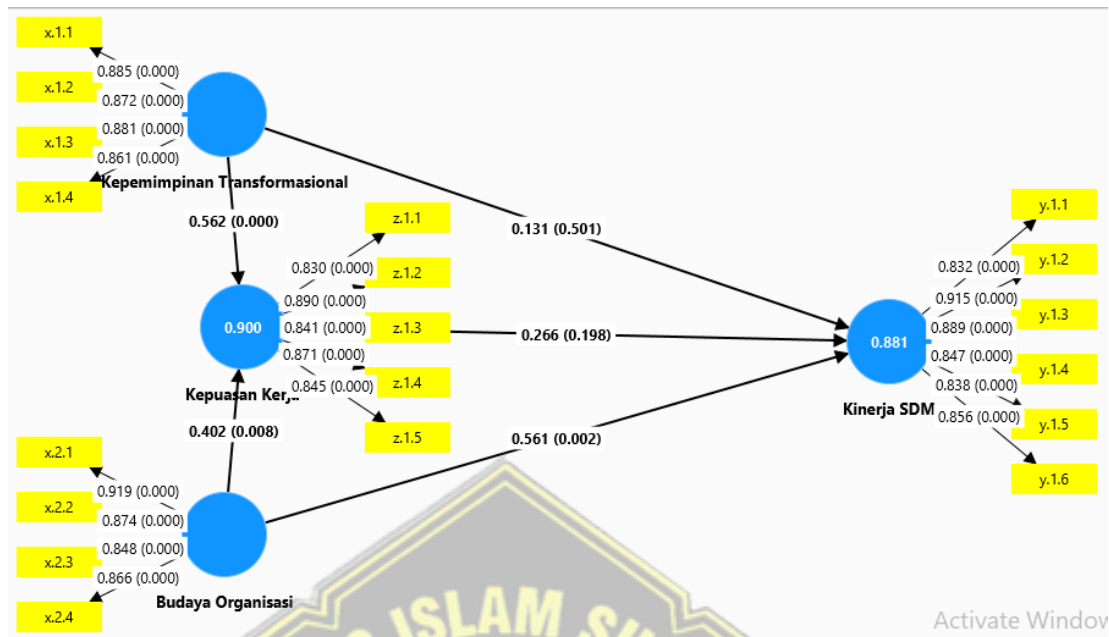 x.1.1
x.1.2
x.1.3
x.1.4
0.885 (0.000)
0.872 (0.000)
0.881 (0.000)
0.861 (0.000)
Kepemimpinan Transformasional
0.562 (0.000)
0.131 (0.501)
z.1.1
z.1.2
z.1.3
z.1.4
z.1.5
0.830 (0.000)
0.890 (0.000)
0.841 (0.000)
0.871 (0.000)
0.845 (0.000)
0.900
Kepuasan Kerja
0.266 (0.198)
0.402 (0.008)
0.561 (0.002)
y.1.1
y.1.2
y.1.3
y.1.4
y.1.5
y.1.6
0.832 (0.000)
0.915 (0.000)
0.889 (0.000)
0.847 (0.000)
0.838 (0.000)
0.856 (0.000)
0.881
Kinerja SDM
x.2.1
x.2.2
x.2.3
x.2.4
0.919 (0.000)
0.874 (0.000)
0.848 (0.000)
0.866 (0.000)
Budaya Organisasi
ISLAM
Activate Window